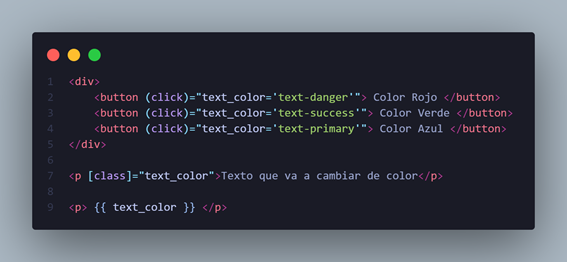 1 <div>
2 <button (click)="text_color='text-danger'"> Color Rojo </button>
3 <button (click)="text_color='text-success'"> Color Verde </button>
4 <button (click)="text_color='text-primary'"> Color Azul </button>
5 </div>
6
7 <p [class]="text_color">Texto que va a cambiar de color</p>
8
9 <p> {{ text_color }} </p>